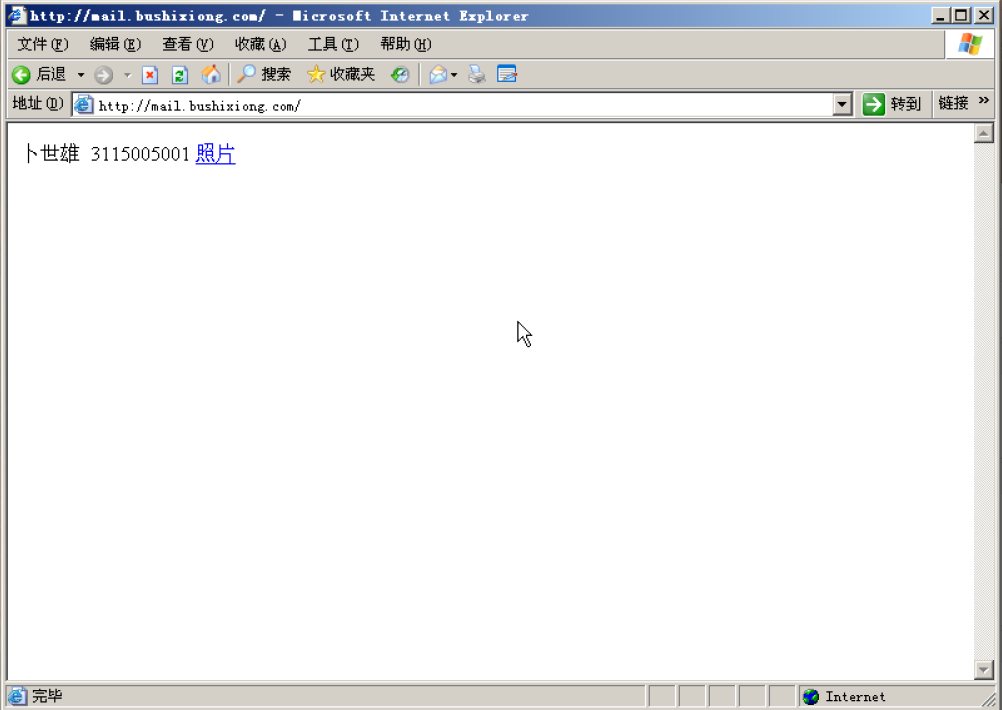 http://mail.bushixiong.com/ - Microsoft Internet Explorer
文件(F) 编辑(E) 查看(V) 收藏(A) 工具(T) 帮助(H)
后退 搜索 收藏夹
地址(D) http://mail.bushixiong.com/ 转到 链接 »
卜世雄 3115005001 照片
完毕 Internet